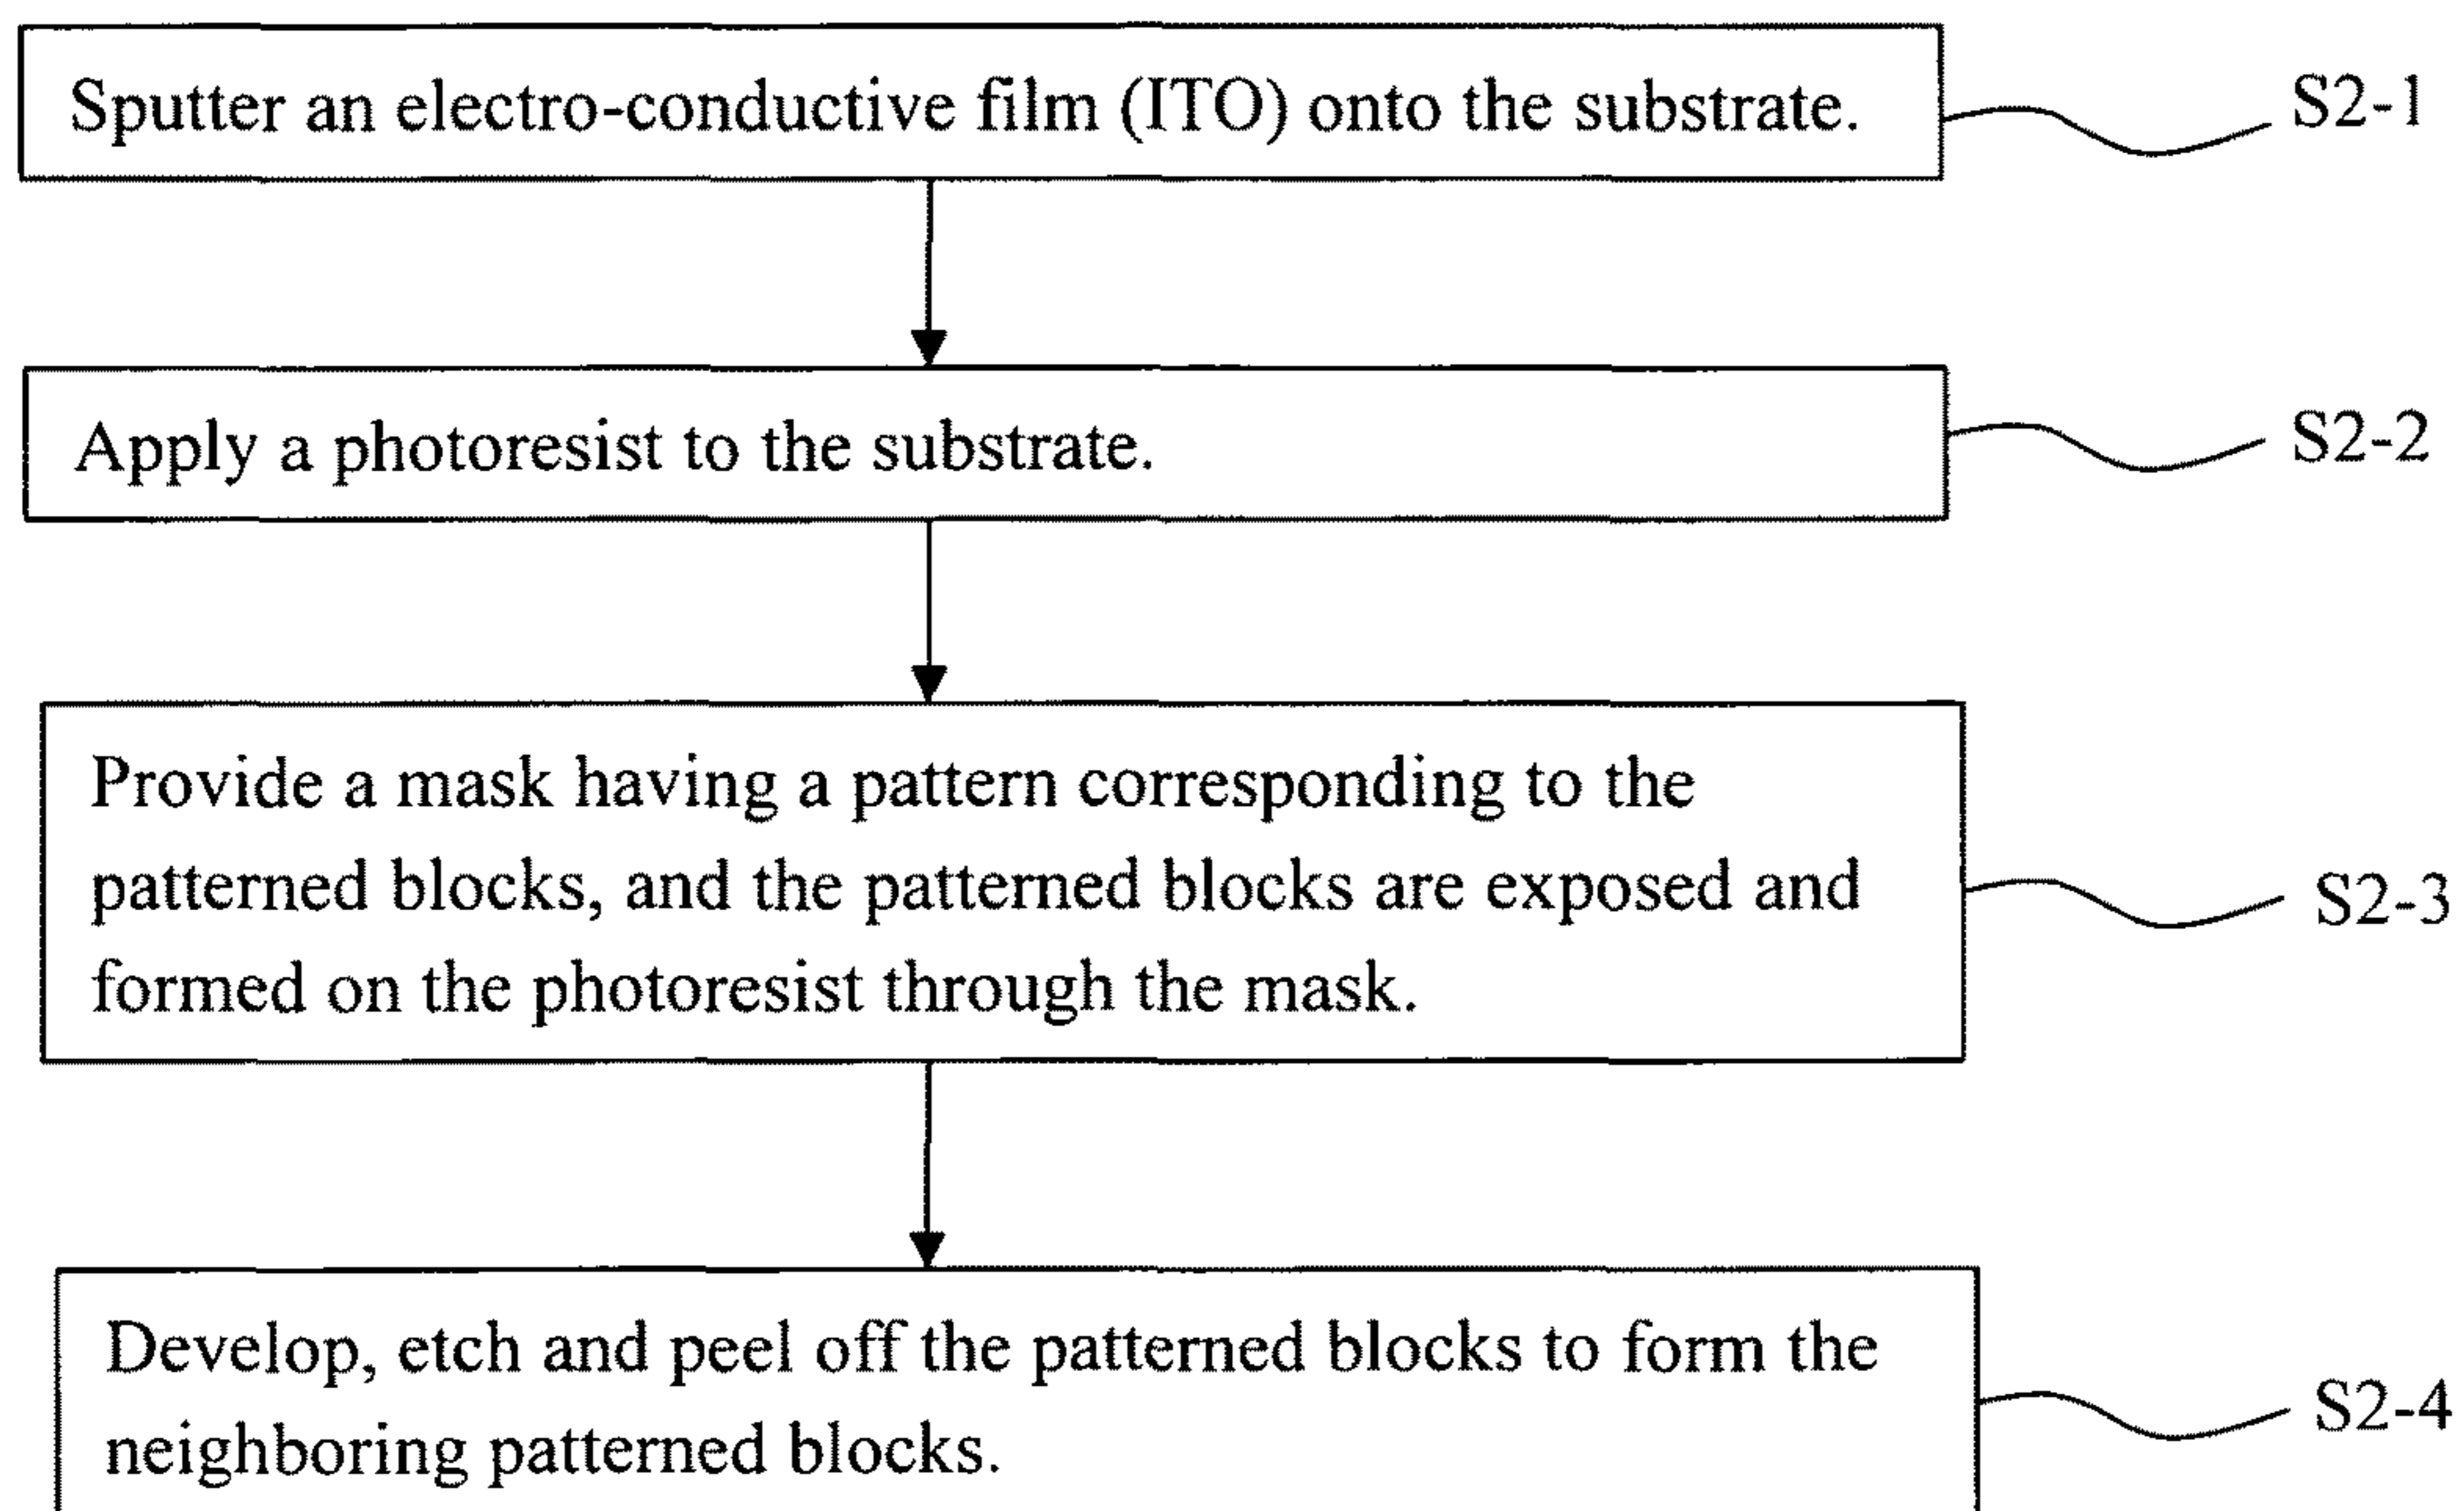 Sputter an electro-conductive film (ITO) onto the substrate.
S2-1
Apply a photoresist to the substrate.
S2-2
Provide a mask having a pattern corresponding to the
patterned blocks, and the patterned blocks are exposed and
formed on the photoresist through the mask.
S2-3
Develop, etch and peel off the patterned blocks to form the
neighboring patterned blocks.
S2-4